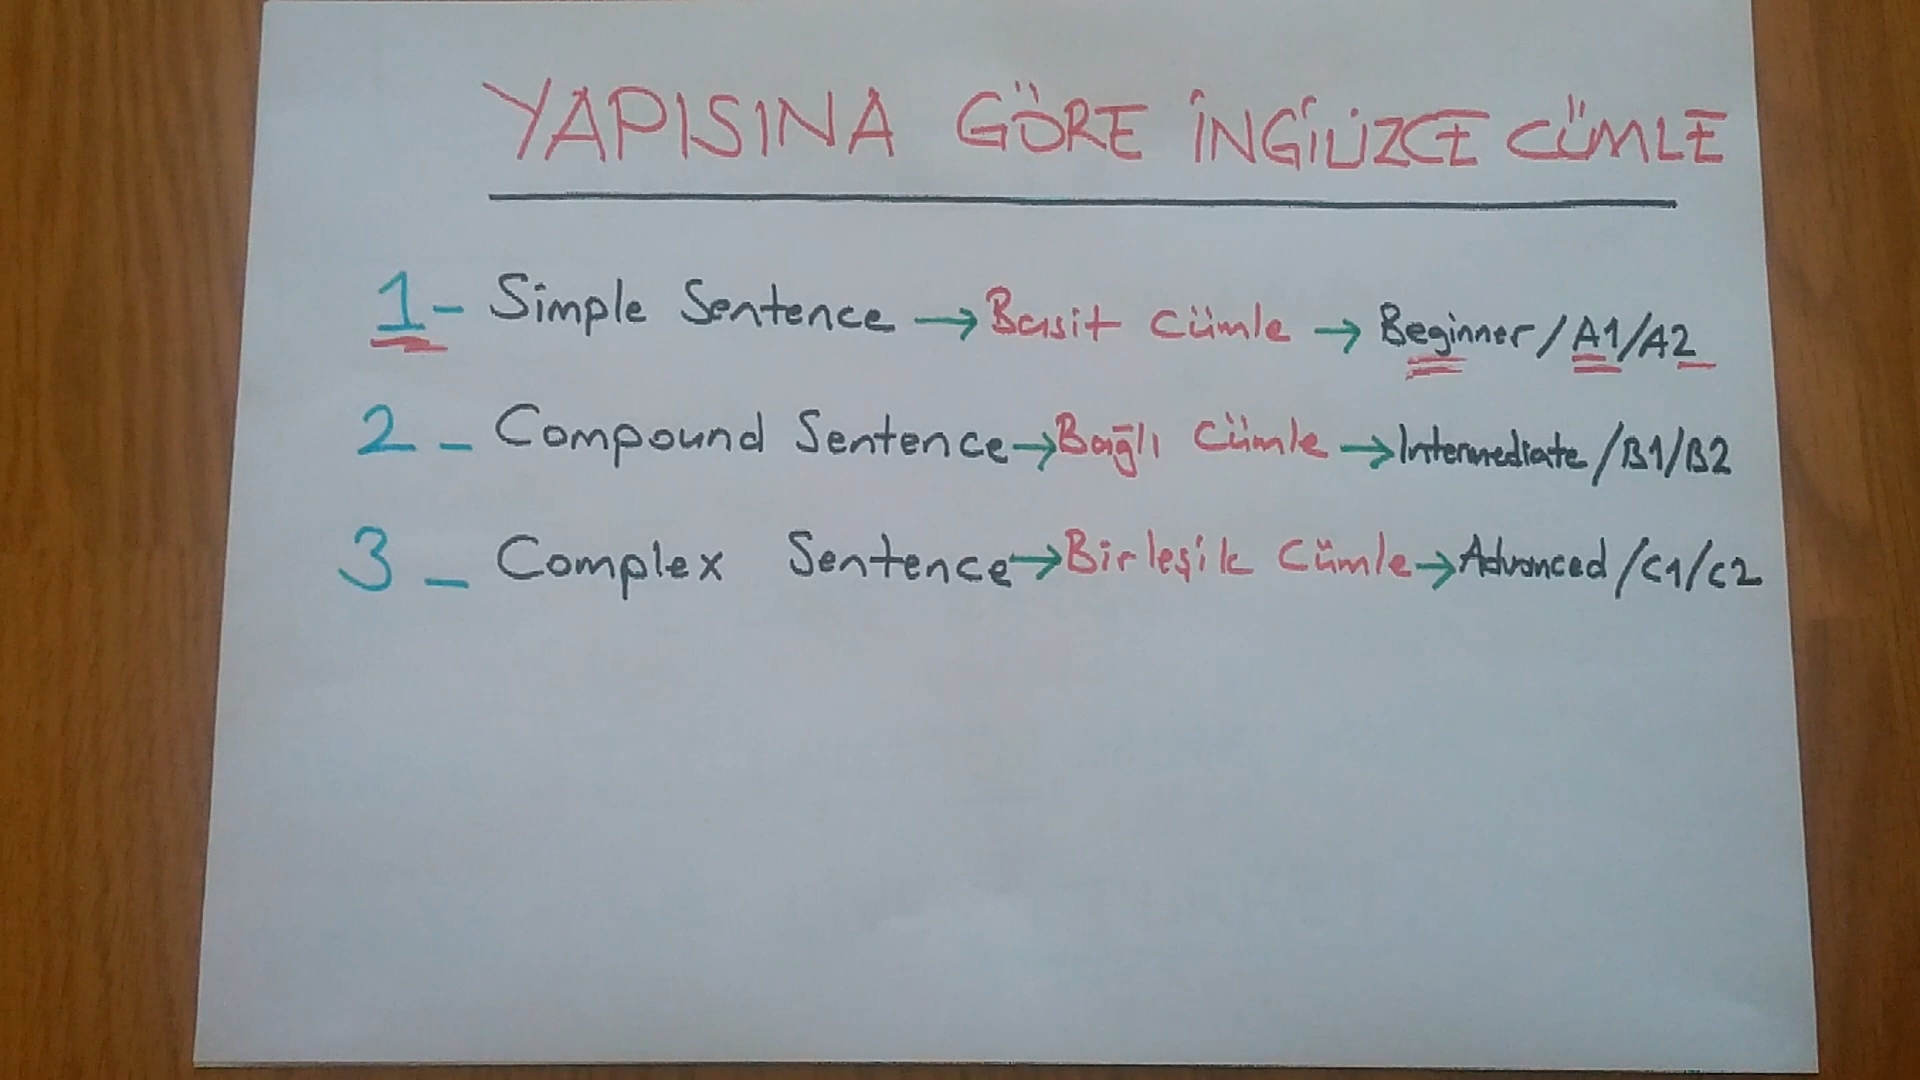 YAPISINA GÖRE İNGİLİZCE CÜMLE
1- Simple Sentence → Basit Cümle → Beginner/A1/A2
2- Compound Sentence → Bağlı Cümle → Intermediate/B1/B2
3- Complex Sentence → Birleşik Cümle → Advanced/C1/C2